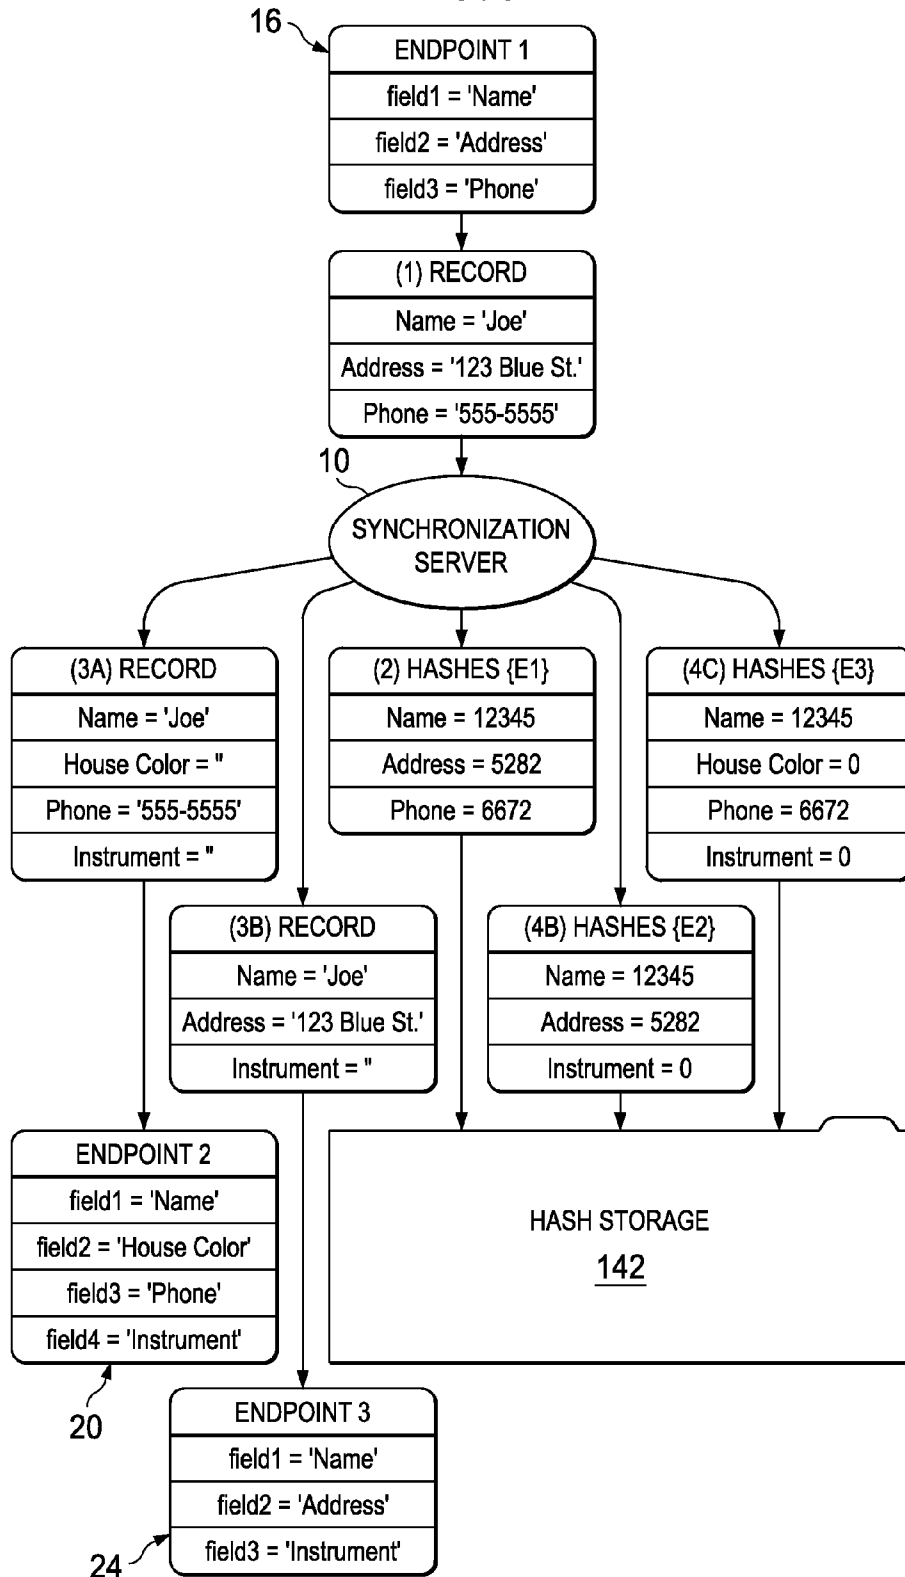 16
ENDPOINT 1
field1 = 'Name'
field2 = 'Address'
field3 = 'Phone'
(1) RECORD
Name = 'Joe'
Address = '123 Blue St.'
Phone = '555-5555'
10
SYNCHRONIZATION
SERVER
(3A) RECORD
Name = 'Joe'
House Color = ''
Phone = '555-5555'
Instrument = ''
(2) HASHES {E1}
Name = 12345
Address = 5282
Phone = 6672
(4C) HASHES {E3}
Name = 12345
House Color = 0
Phone = 6672
Instrument = 0
(3B) RECORD
Name = 'Joe'
Address = '123 Blue St.'
Instrument = ''
(4B) HASHES {E2}
Name = 12345
Address = 5282
Instrument = 0
ENDPOINT 2
field1 = 'Name'
field2 = 'House Color'
field3 = 'Phone'
field4 = 'Instrument'
20
HASH STORAGE
142
ENDPOINT 3
field1 = 'Name'
field2 = 'Address'
field3 = 'Instrument'
24